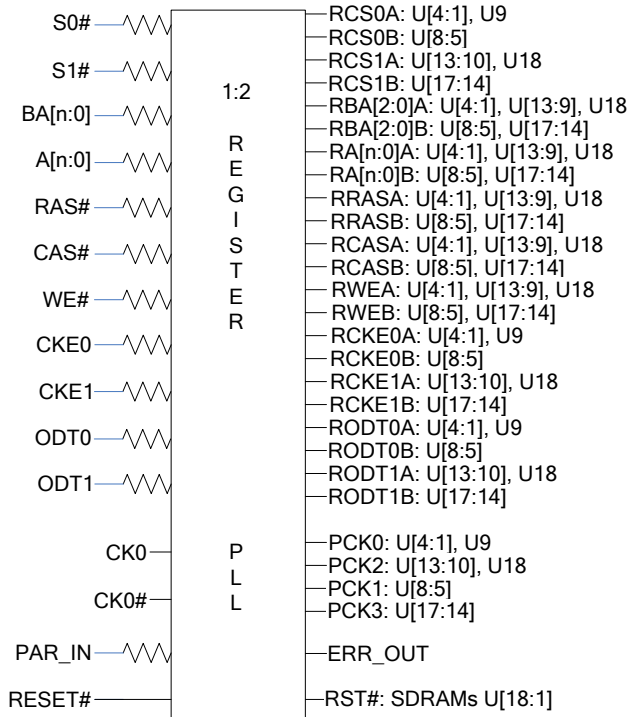 S0#
S1#
BA[n:0]
A[n:0]
RAS#
CAS#
WE#
CKE0
CKE1
ODT0
ODT1
CK0
CK0#
PAR_IN
RESET#
1:2
R
E
G
I
S
T
E
R
P
L
L
RCS0A: U[4:1], U9
RCS0B: U[8:5]
RCS1A: U[13:10], U18
RCS1B: U[17:14]
RBA[2:0]A: U[4:1], U[13:9], U18
RBA[2:0]B: U[8:5], U[17:14]
RA[n:0]A: U[4:1], U[13:9], U18
RA[n:0]B: U[8:5], U[17:14]
RRASA: U[4:1], U[13:9], U18
RRASB: U[8:5], U[17:14]
RCASA: U[4:1], U[13:9], U18
RCASB: U[8:5], U[17:14]
RWEA: U[4:1], U[13:9], U18
RWEB: U[8:5], U[17:14]
RCKE0A: U[4:1], U9
RCKE0B: U[8:5]
RCKE1A: U[13:10], U18
RCKE1B: U[17:14]
RODT0A: U[4:1], U9
RODT0B: U[8:5]
RODT1A: U[13:10], U18
RODT1B: U[17:14]
PCK0: U[4:1], U9
PCK2: U[13:10], U18
PCK1: U[8:5]
PCK3: U[17:14]
ERR_OUT
RST#: SDRAMs U[18:1]